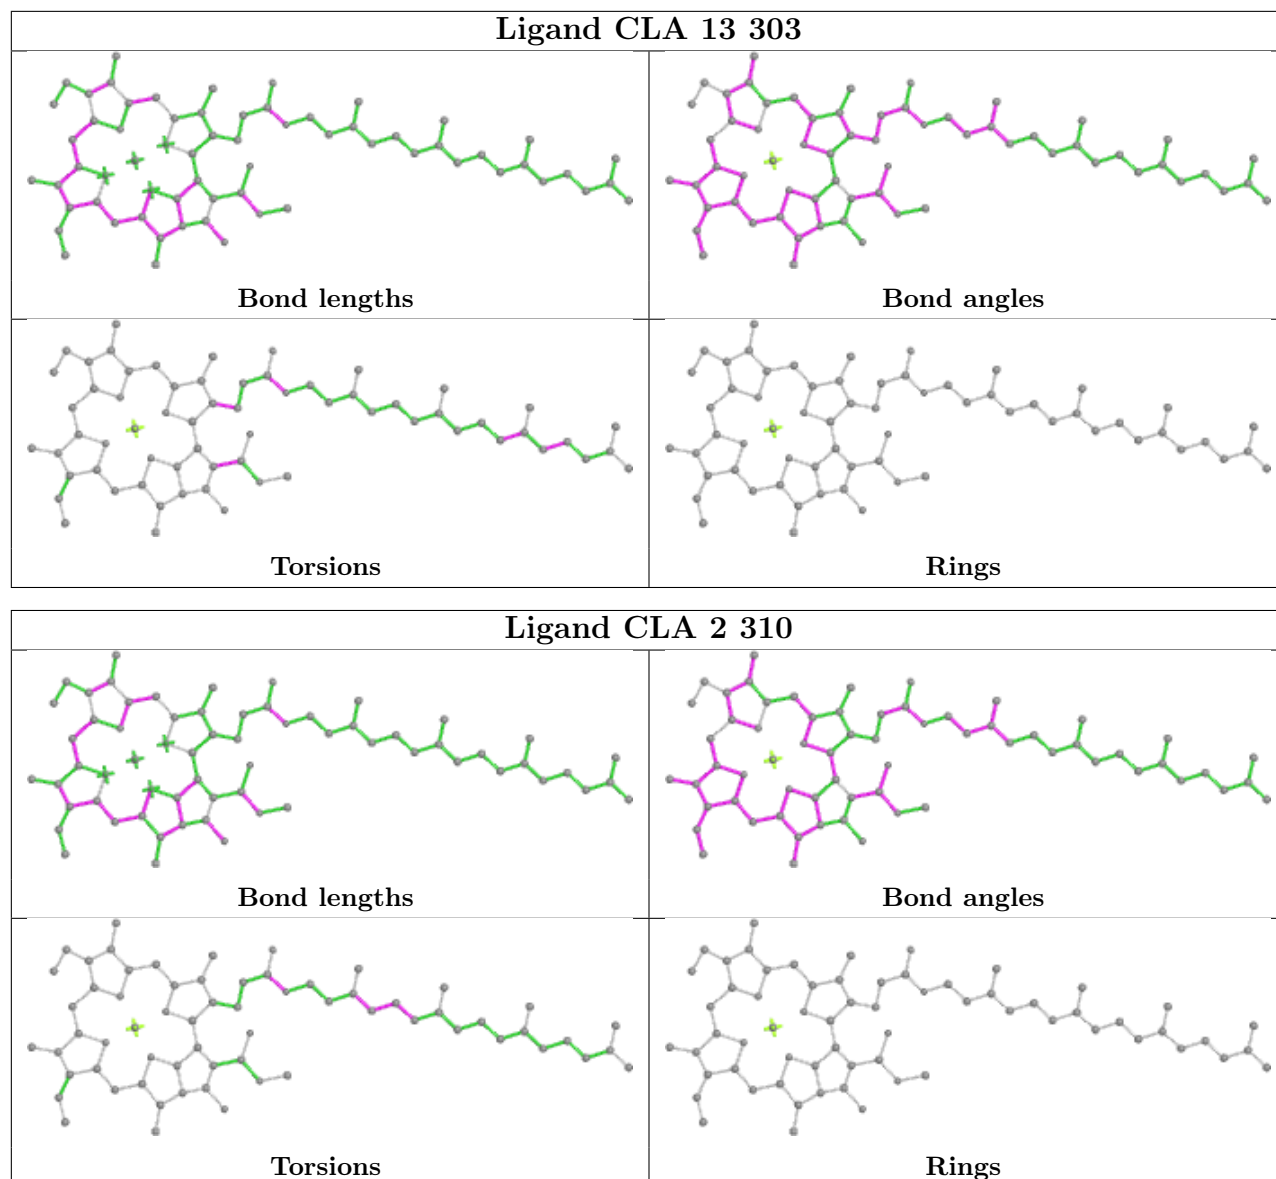 Ligand CLA 13 303
Bond lengths
Bond angles
Torsions
Rings
Ligand CLA 2 310
Bond lengths
Bond angles
Torsions
Rings